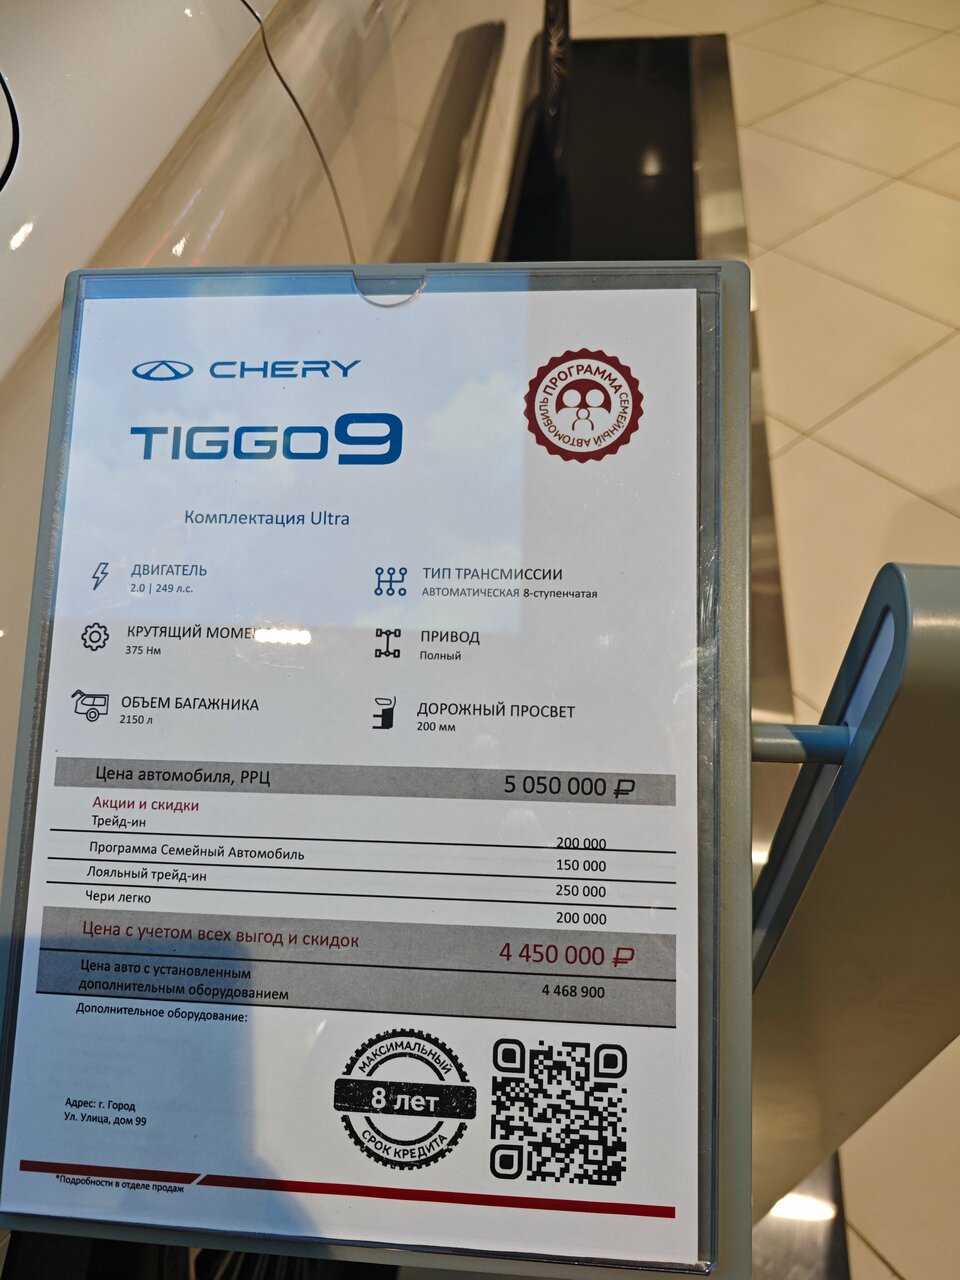 CHERY
TIGGO9
ПРОГРАММА
СЕМЕЙНЫЙ АВТОМОБИЛЬ
Комплектация Ultra
ДВИГАТЕЛЬ
2.0 | 249 л.с.
ТИП ТРАНСМИССИИ
АВТОМАТИЧЕСКАЯ 8-ступенчатая
КРУТЯЩИЙ МОМЕ
375 Нм
ПРИВОД
Полный
ОБЪЕМ БАГАЖНИКА
2150 л
ДОРОЖНЫЙ ПРОСВЕТ
200 мм
Цена автомобиля, РРЦ 5 050 000 ₽
Акции и скидки
Трейд-ин 200 000
Программа Семейный Автомобиль 150 000
Лояльный трейд-ин 250 000
Чери легко 200 000
Цена с учетом всех выгод и скидок 4 450 000 ₽
Цена авто с установленным
дополнительным оборудованием 4 468 900
Дополнительное оборудование:
МАКСИМАЛЬНЫЙ
8 лет
СРОК КРЕДИТА
Адрес: г. Город
Ул. Улица, дом 99
*Подробности в отделе продаж